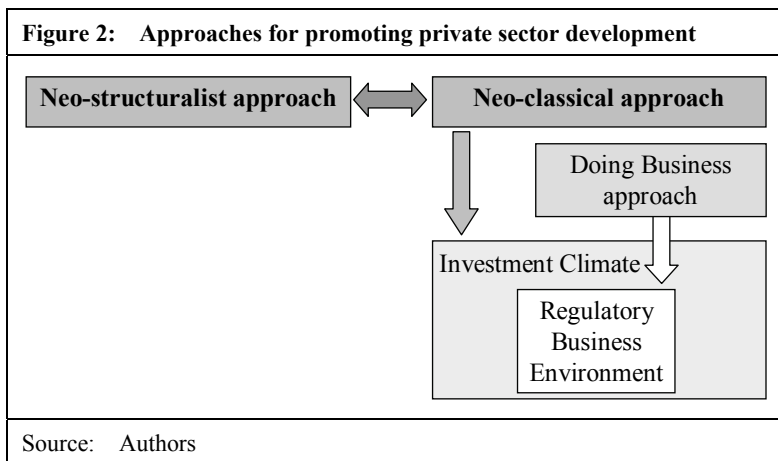 Figure 2: Approaches for promoting private sector development
Neo-structuralist approach
Neo-classical approach
Doing Business
approach
Investment Climate
Regulatory
Business
Environment
Source: Authors